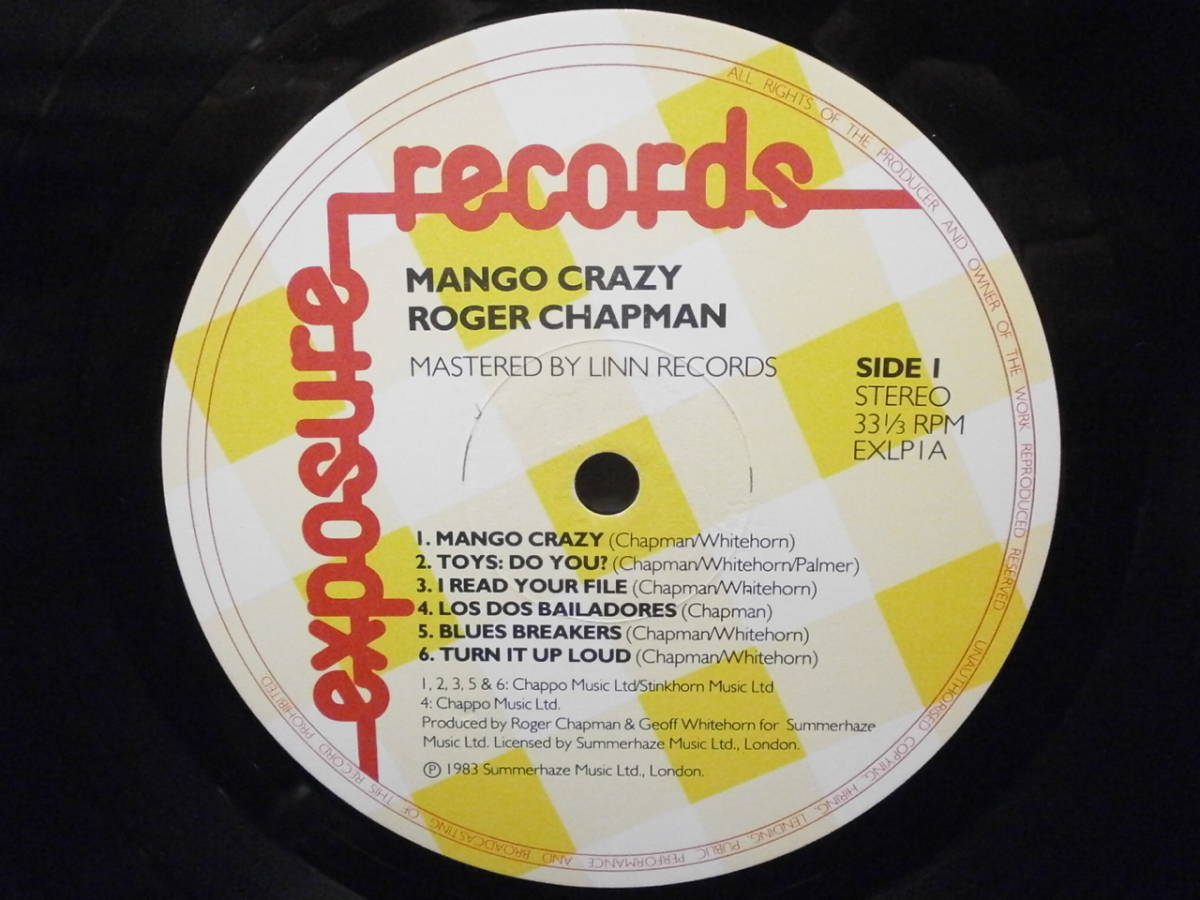 exposure
records
MANGO CRAZY
ROGER CHAPMAN
MASTERED BY LINN RECORDS
SIDE 1
STEREO
33 1/3 RPM
EXLP1A
1. MANGO CRAZY (Chapman/Whitehorn)
2. TOYS: DO YOU? (Chapman/Whitehorn/Palmer)
3. I READ YOUR FILE (Chapman/Whitehorn)
4. LOS DOS BAILADORES (Chapman)
5. BLUES BREAKERS (Chapman/Whitehorn)
6. TURN IT UP LOUD (Chapman/Whitehorn)
1, 2, 3, 5 & 6: Chappo Music Ltd/Stinkhorn Music Ltd
4: Chappo Music Ltd.
Produced by Roger Chapman & Geoff Whitehorn for Summerhaze
Music Ltd. Licensed by Summerhaze Music Ltd., London.
℗ 1983 Summerhaze Music Ltd., London.
ALL RIGHTS OF THE PRODUCER AND OWNER OF THE WORK REPRODUCED RESERVED. UNAUTHORISED COPYING, HIRING, LENDING, PUBLIC PERFORMANCE AND BROADCASTING OF THIS RECORD PROHIBITED